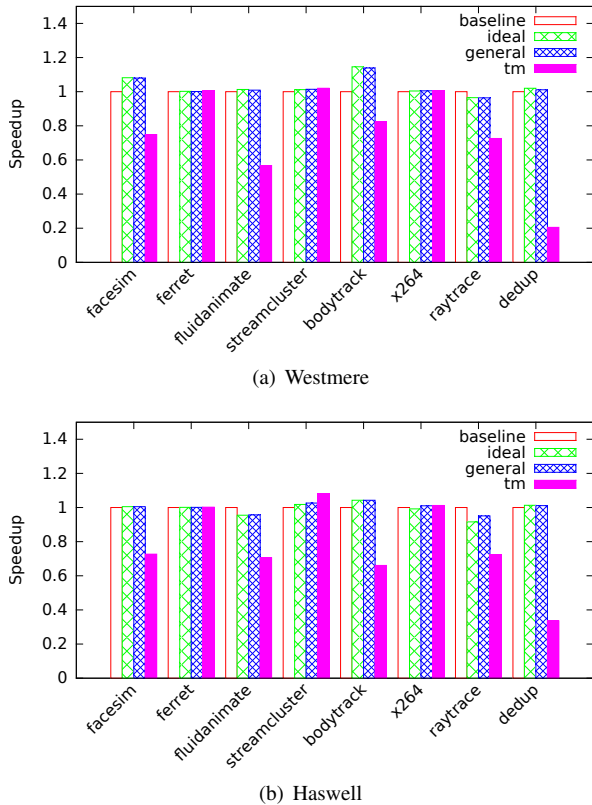 1.4
1.2
1
0.8
0.6
0.4
0.2
0
Speedup
baseline
ideal
general
tm
facesim
ferret
fluidanimate
streamcluster
bodytrack
x264
raytrace
dedup
(a) Westmere
1.4
1.2
1
0.8
0.6
0.4
0.2
0
Speedup
baseline
ideal
general
tm
facesim
ferret
fluidanimate
streamcluster
bodytrack
x264
raytrace
dedup
(b) Haswell